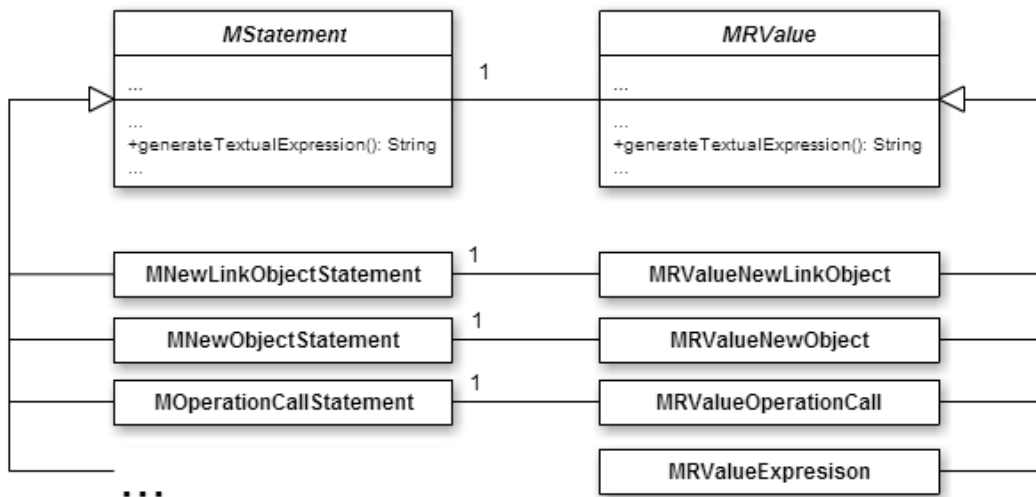 MStatement
...
...
+generateTextualExpression(): String
...
1
MRValue
...
...
+generateTextualExpression(): String
...
MNewLinkObjectStatement
1
MRValueNewLinkObject
MNewObjectStatement
1
MRValueNewObject
MOperationCallStatement
1
MRValueOperationCall
...
MRValueExpresison